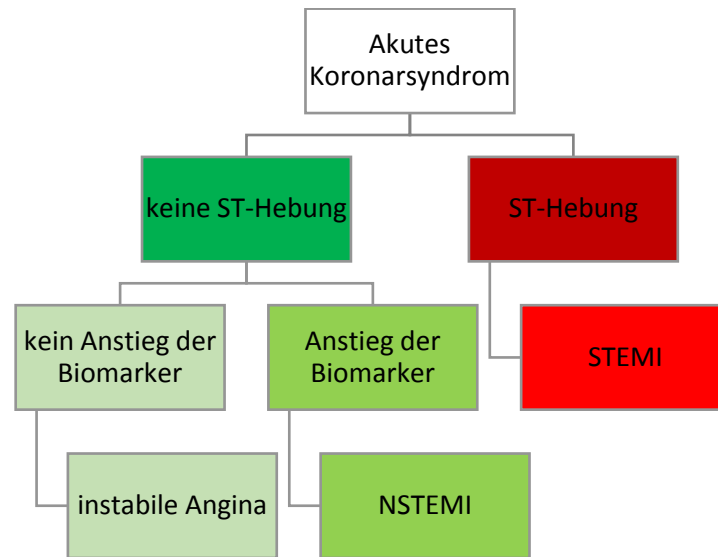 Akutes
Koronarsyndrom
keine ST-Hebung
ST-Hebung
kein Anstieg der
Biomarker
Anstieg der
Biomarker
STEMI
instabile Angina
NSTEMI